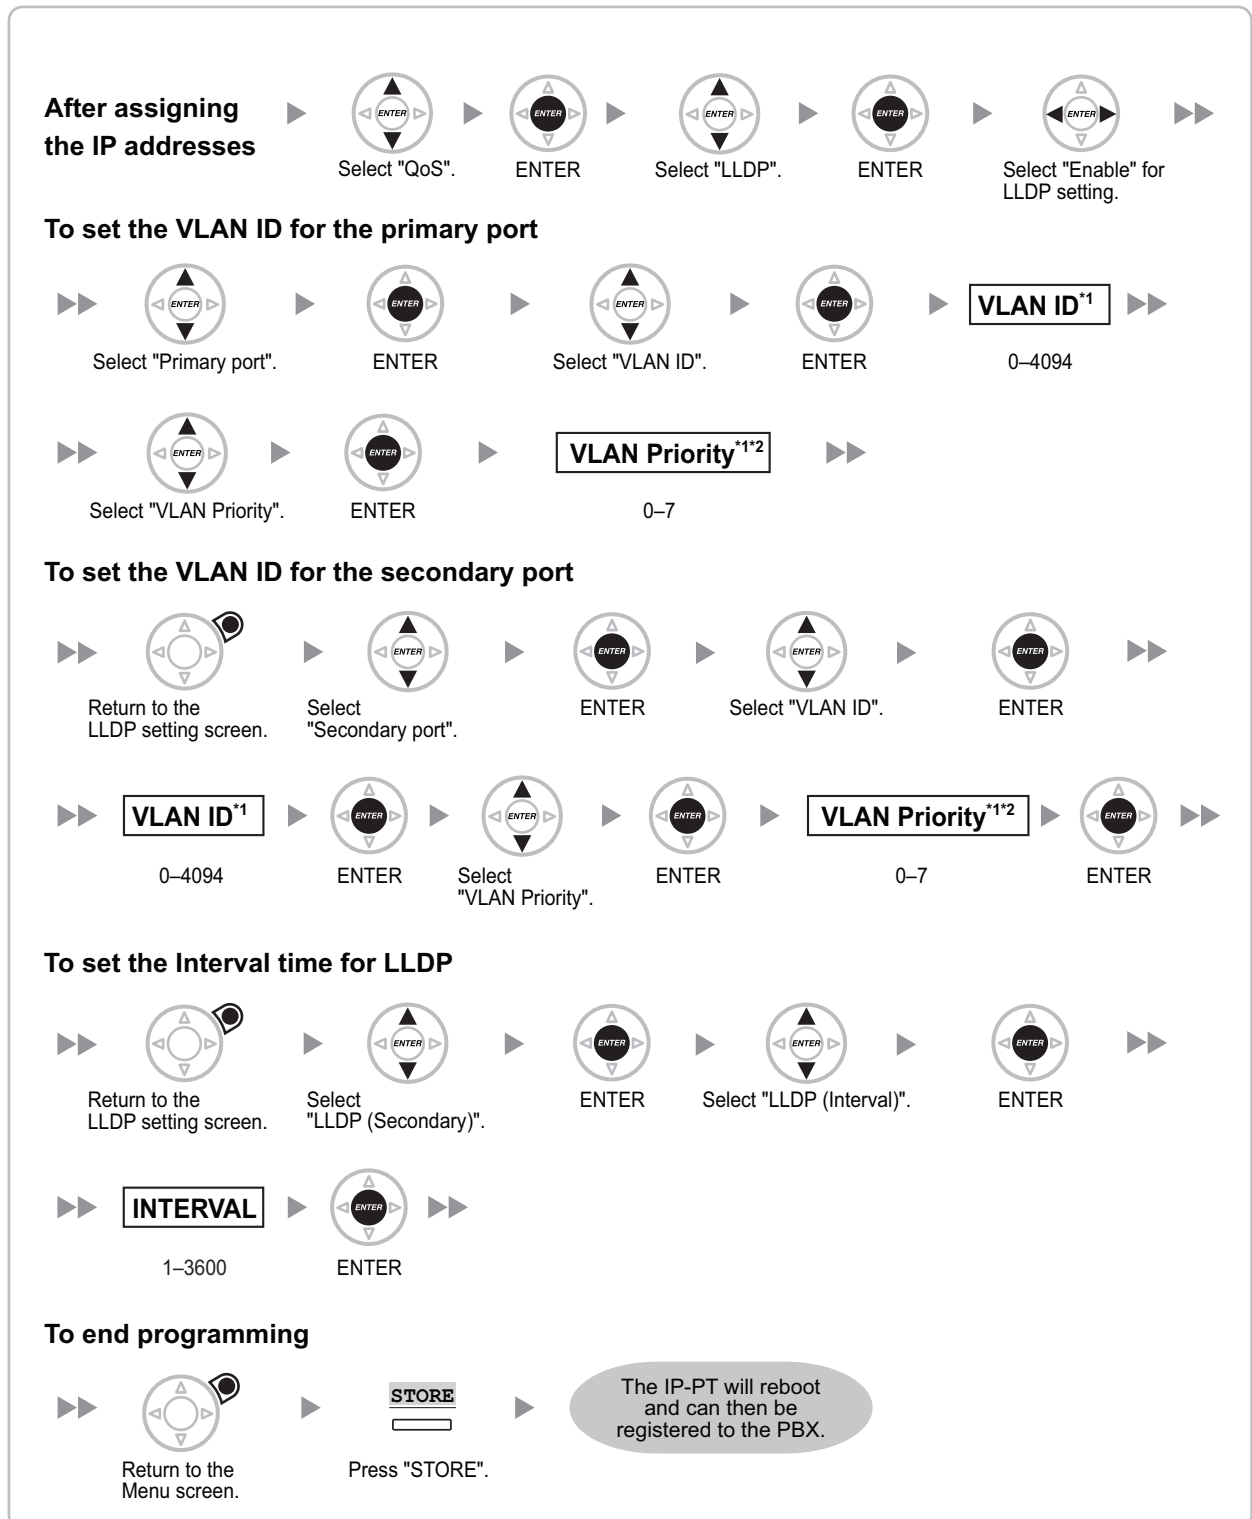 After assigning
the IP addresses
ENTER ENTER ENTER ENTER ENTER
Select "QoS". ENTER Select "LLDP". ENTER Select "Enable" for
LLDP setting.
To set the VLAN ID for the primary port
ENTER ENTER ENTER ENTER VLAN ID*1
Select "Primary port". ENTER Select "VLAN ID". ENTER 0–4094
ENTER ENTER VLAN Priority*1*2
Select "VLAN Priority". ENTER 0–7
To set the VLAN ID for the secondary port
ENTER ENTER ENTER ENTER
Return to the
LLDP setting screen.
Select
"Secondary port".
ENTER Select "VLAN ID". ENTER
VLAN ID*1 ENTER ENTER ENTER VLAN Priority*1*2 ENTER
0–4094 ENTER Select
"VLAN Priority".
ENTER 0–7 ENTER
To set the Interval time for LLDP
ENTER ENTER ENTER ENTER
Return to the
LLDP setting screen.
Select
"LLDP (Secondary)".
ENTER Select "LLDP (Interval)". ENTER
INTERVAL ENTER
1–3600 ENTER
To end programming
Return to the
Menu screen.
STORE
Press "STORE".
The IP-PT will reboot
and can then be
registered to the PBX.